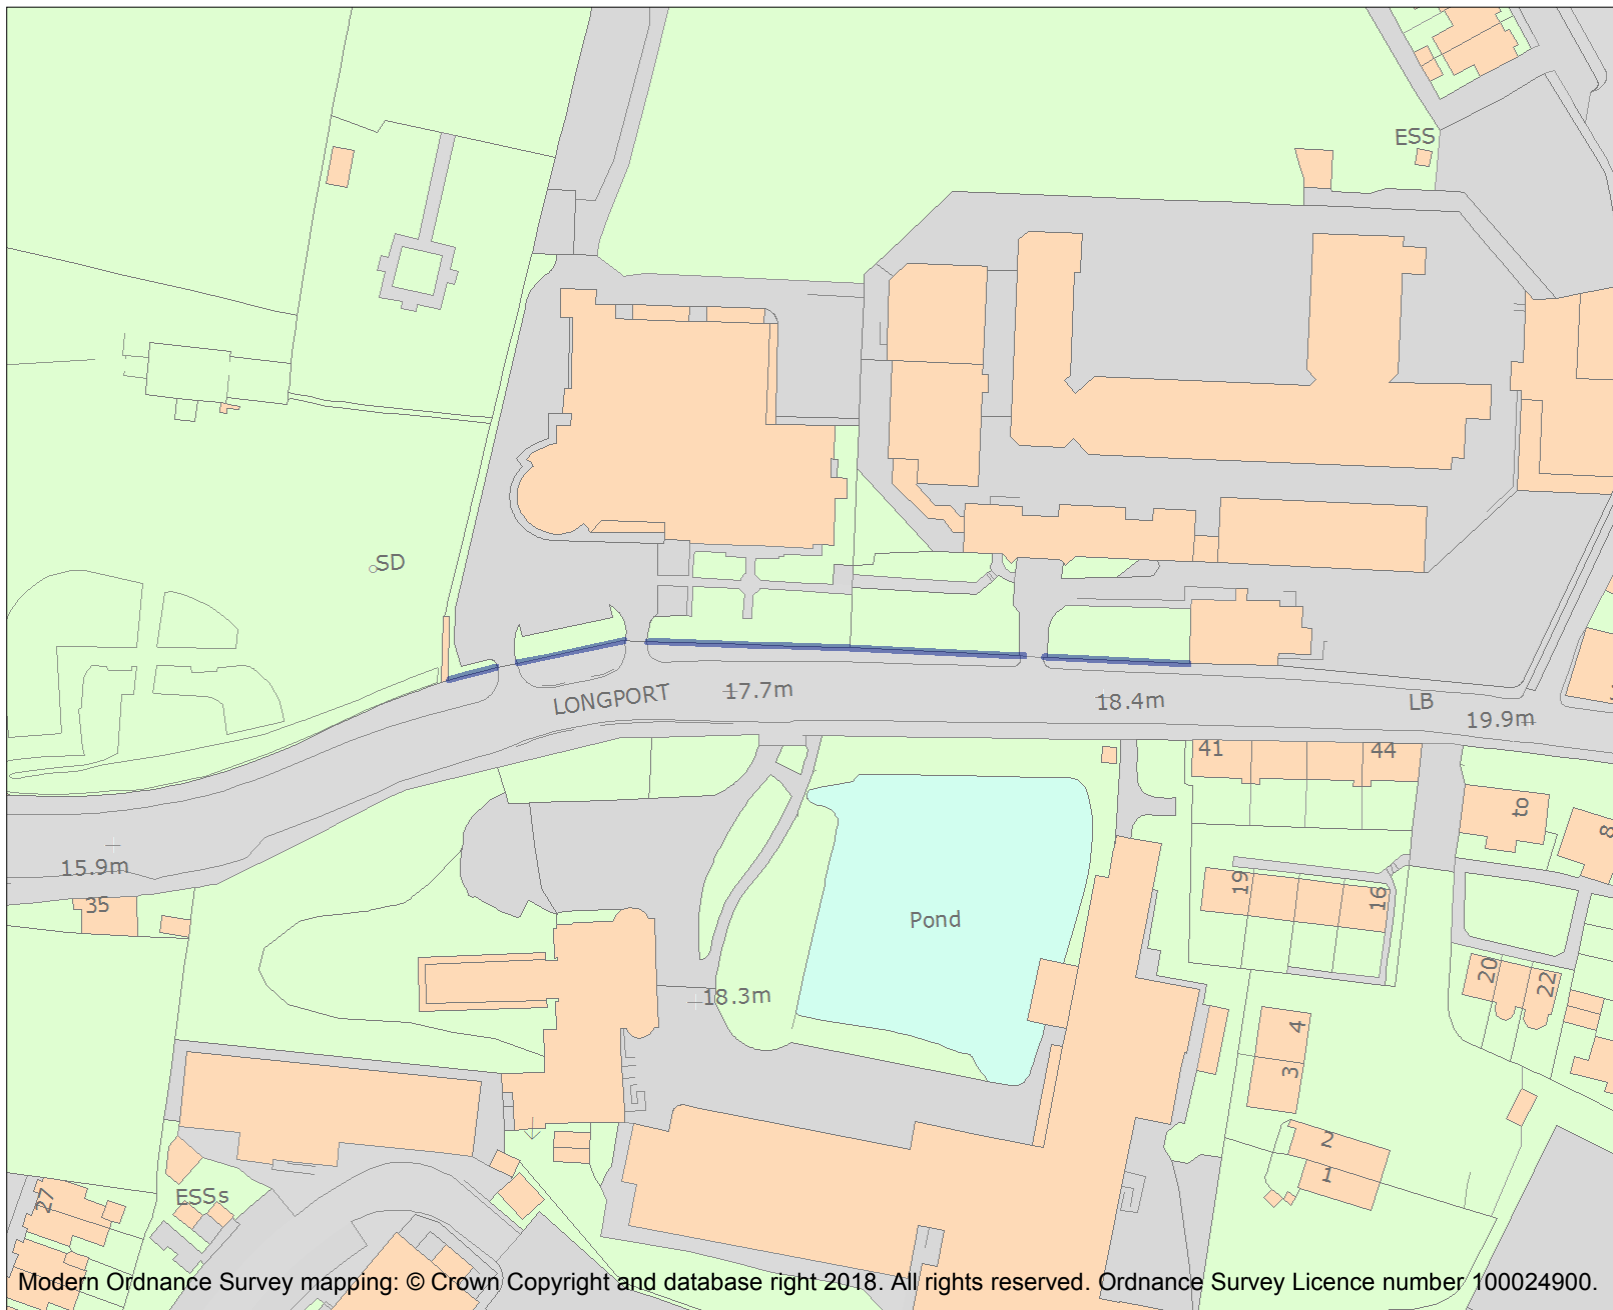 ESS
SD
LONGPORT
17.7m
18.4m
LB
19.9m
41
44
to
8
15.9m
35
19
16
Pond
18.3m
20
22
4
3
2
1
ESSs
27
Modern Ordnance Survey mapping: © Crown Copyright and database right 2018. All rights reserved. Ordnance Survey Licence number 100024900.